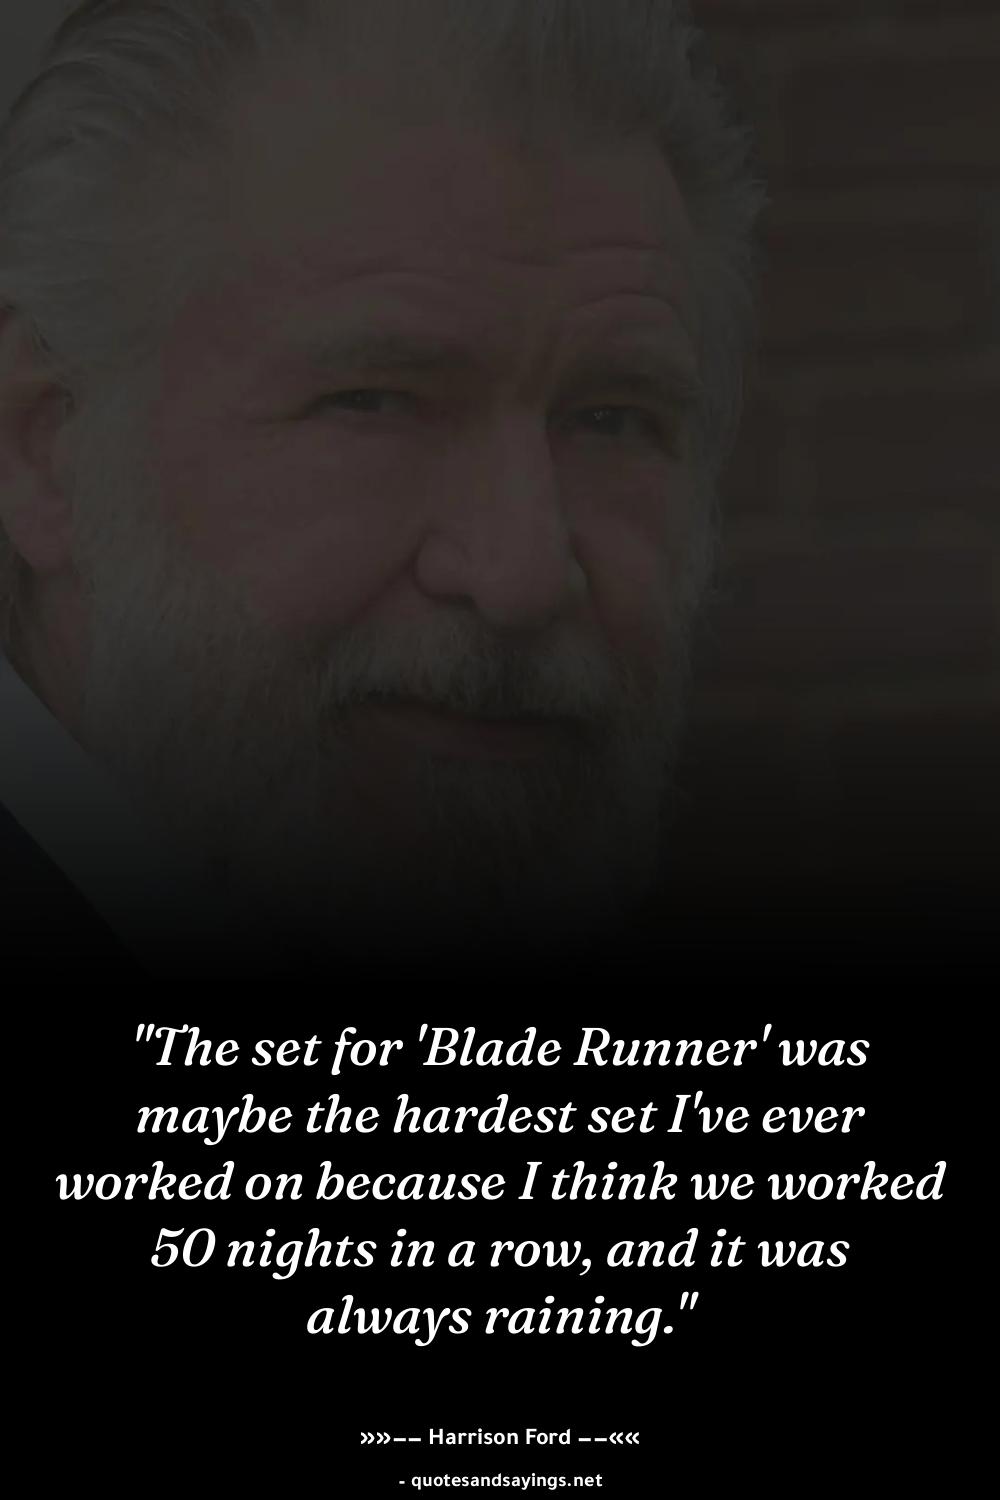 "The set for 'Blade Runner' was
maybe the hardest set I've ever
worked on because I think we worked
50 nights in a row, and it was
always raining."
»»−− Harrison Ford −−««
- quotesandsayings.net